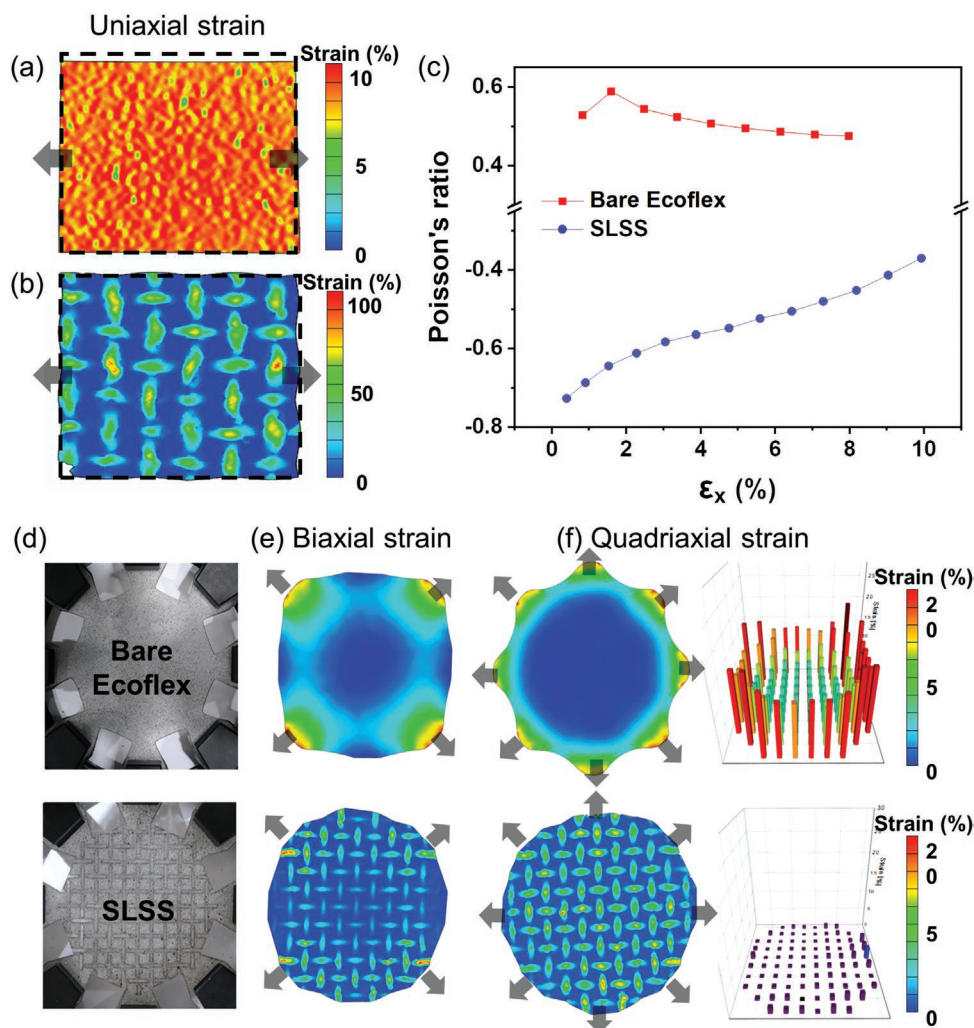 Uniaxial strain
(a)
Strain (%)
10
5
0
(b)
Strain (%)
100
50
0
(c)
Poisson's ratio
0.6
0.4
-0.4
-0.6
-0.8
Bare Ecoflex
SLSS
0 2 4 6 8 10
εx (%)
(d)
(e) Biaxial strain
(f) Quadriaxial strain
Bare
Ecoflex
Strain (%)
2
0
5
0
SLSS
Strain (%)
2
0
5
0